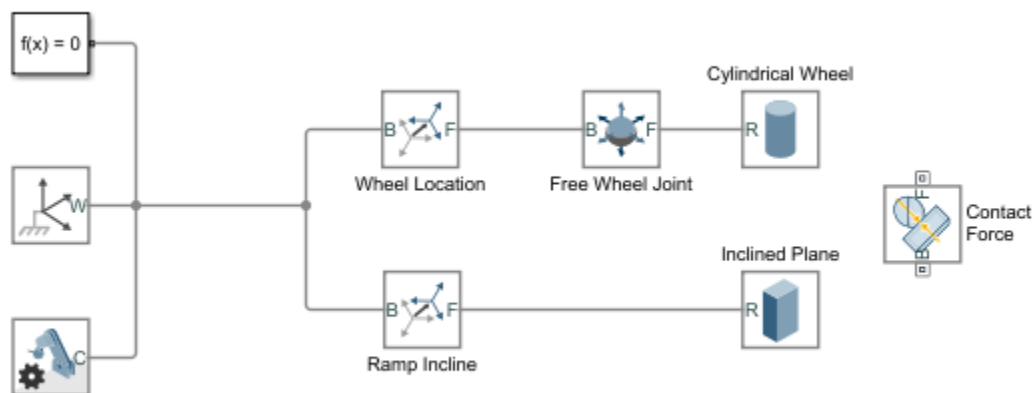 f(x) = 0
Cylindrical Wheel
B F
B F
R
Wheel Location
Free Wheel Joint
W
F
Contact
Force
B
Inclined Plane
B F
R
Ramp Incline
C